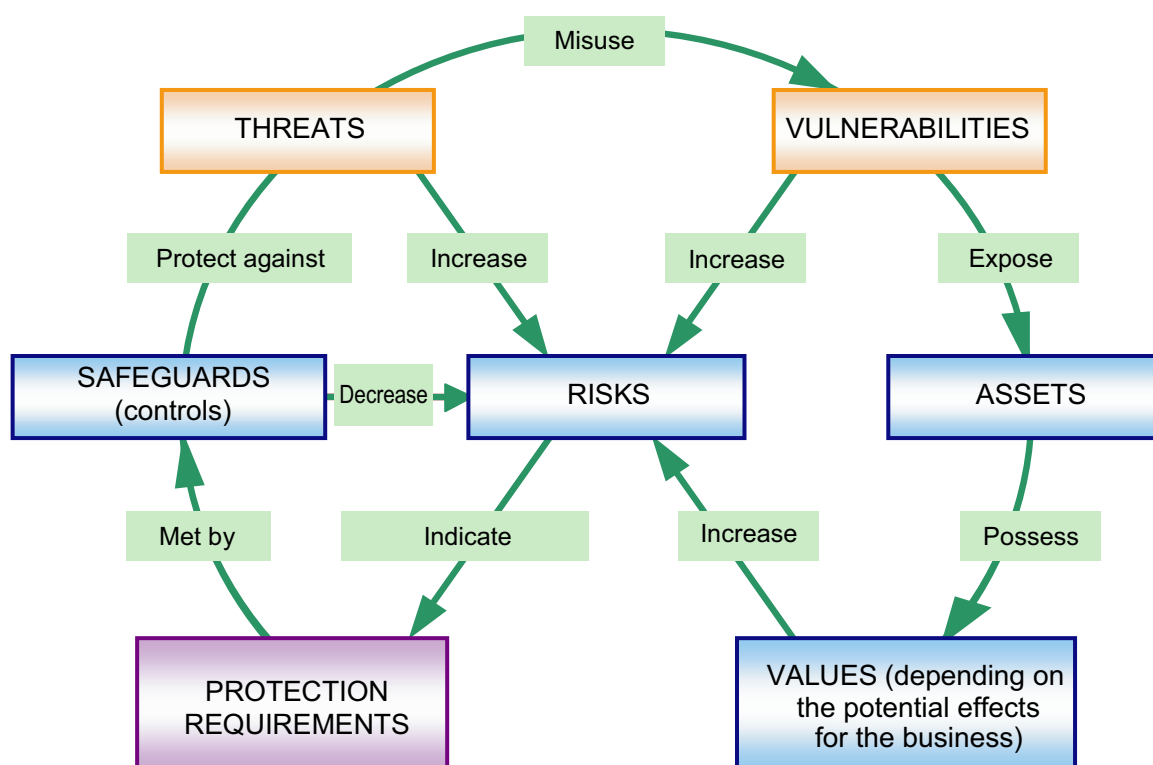 Misuse
THREATS
VULNERABILITIES
Protect against
Increase
Increase
Expose
SAFEGUARDS
(controls)
Decrease
RISKS
ASSETS
Met by
Indicate
Increase
Possess
PROTECTION
REQUIREMENTS
VALUES (depending on
the potential effects
for the business)